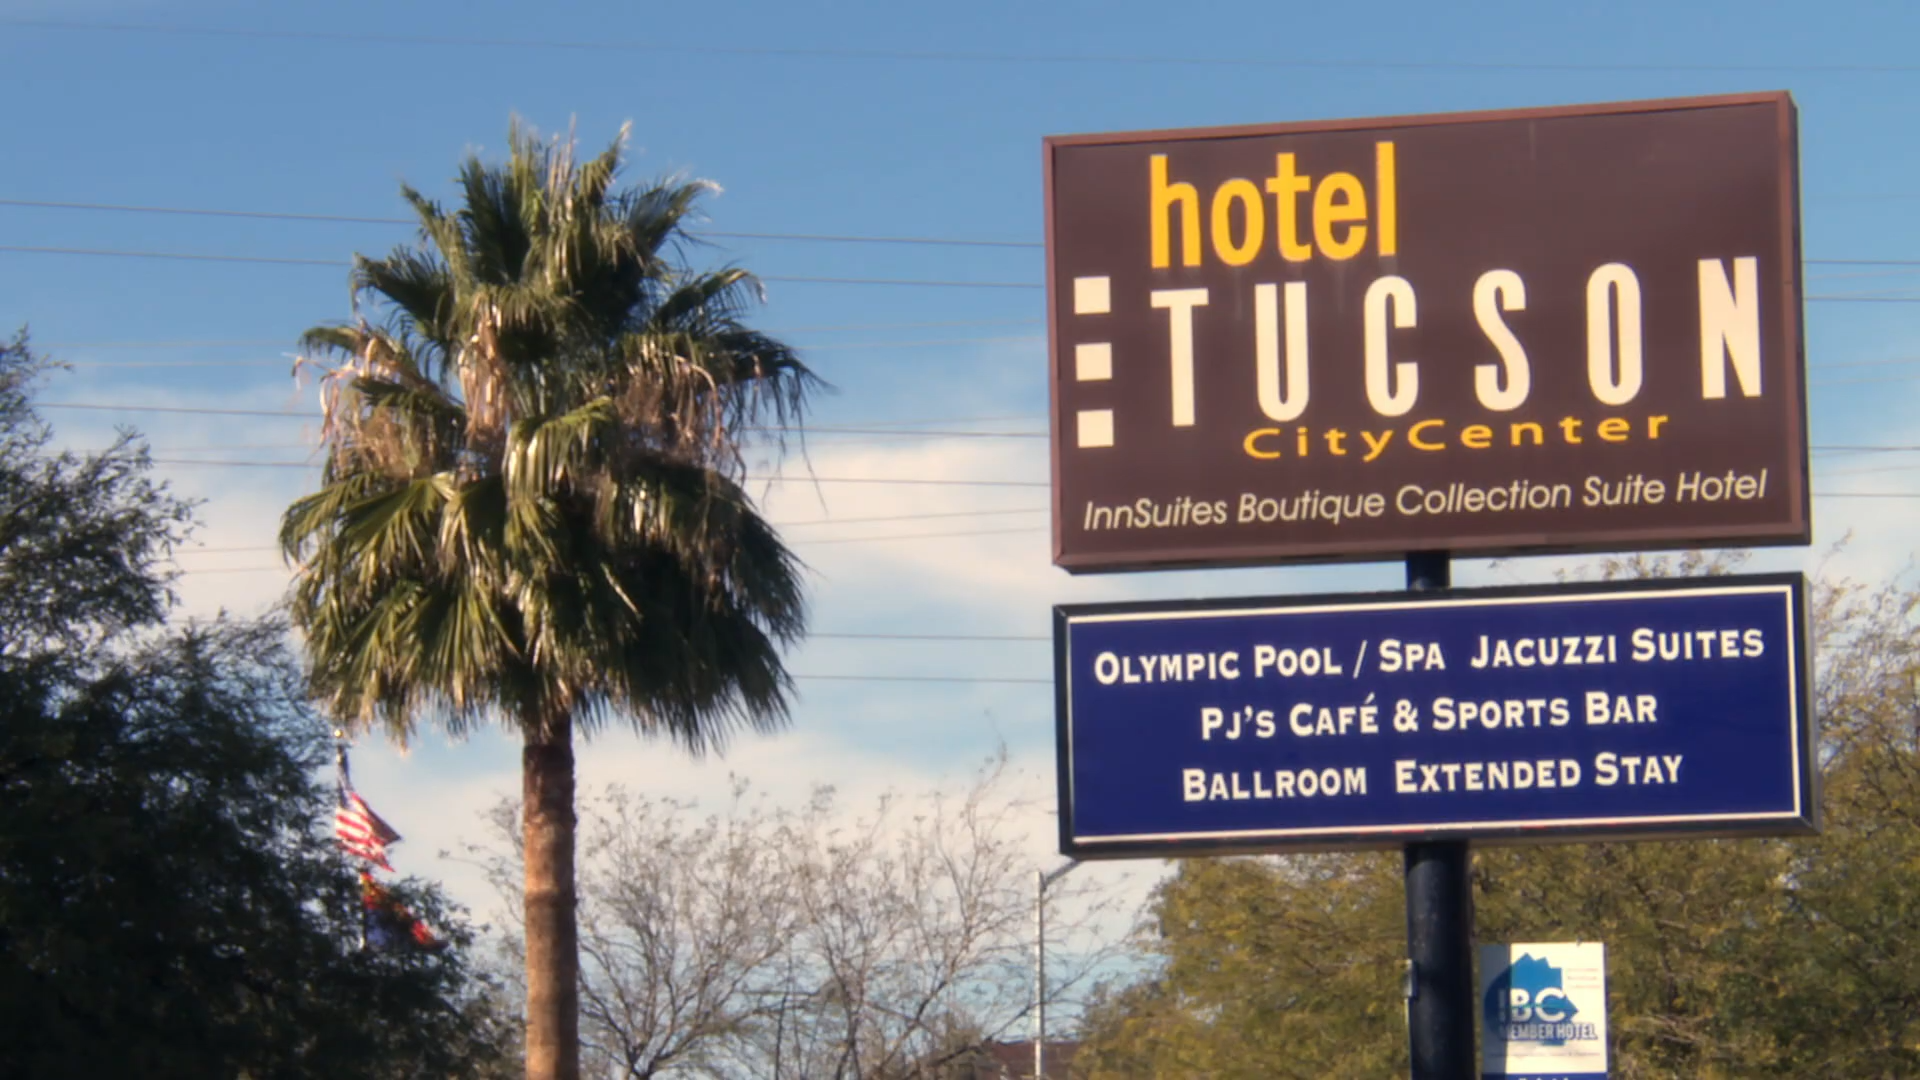 hotel
TUCSON
CityCenter
InnSuites Boutique Collection Suite Hotel
OLYMPIC POOL / SPA JACUZZI SUITES
PJ'S CAFÉ & SPORTS BAR
BALLROOM EXTENDED STAY
IBC
MEMBER HOTEL